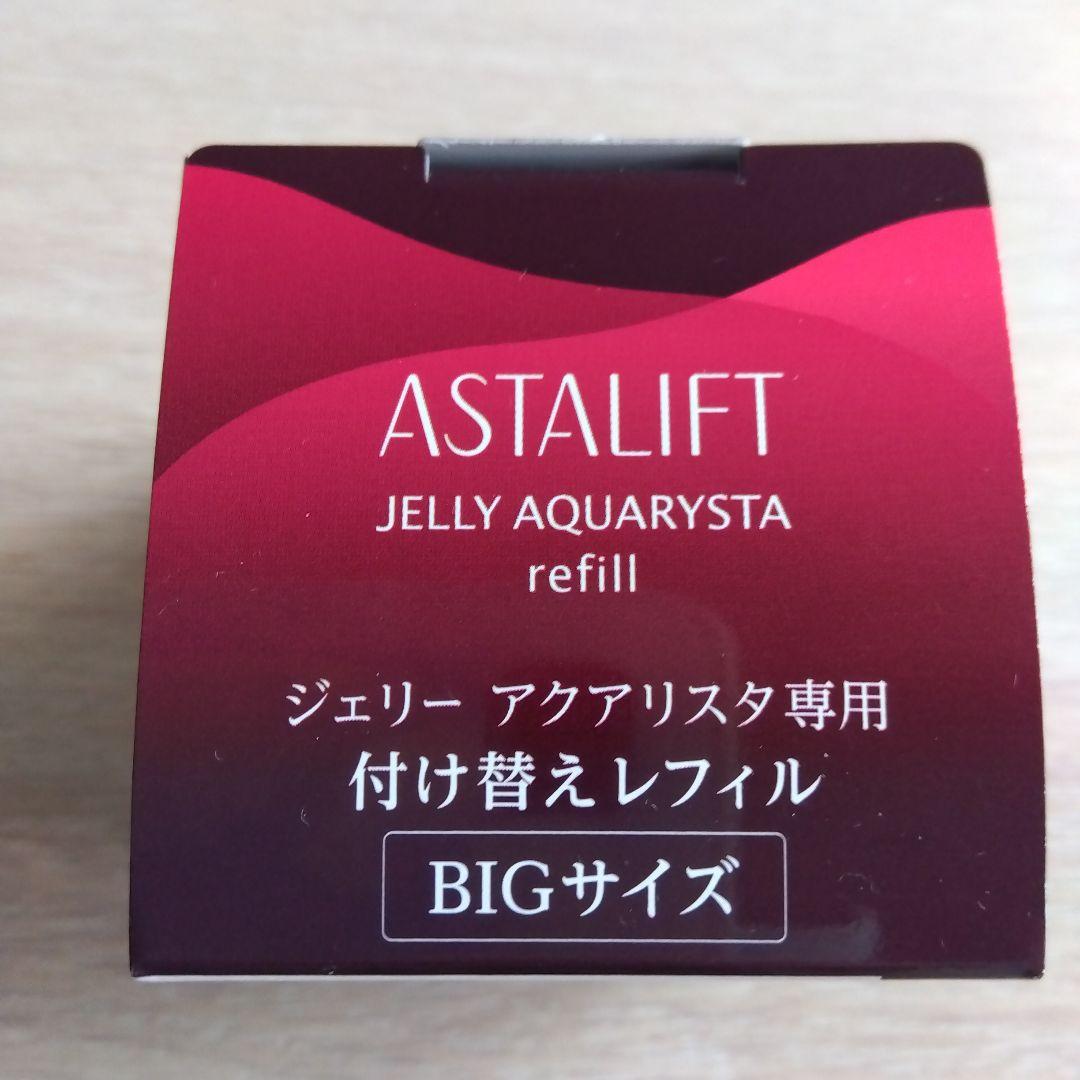 ASTALIFT
JELLY AQUARYSTA
refill
ジェリー アクアリスタ専用
付け替えレフィル
BIGサイズ